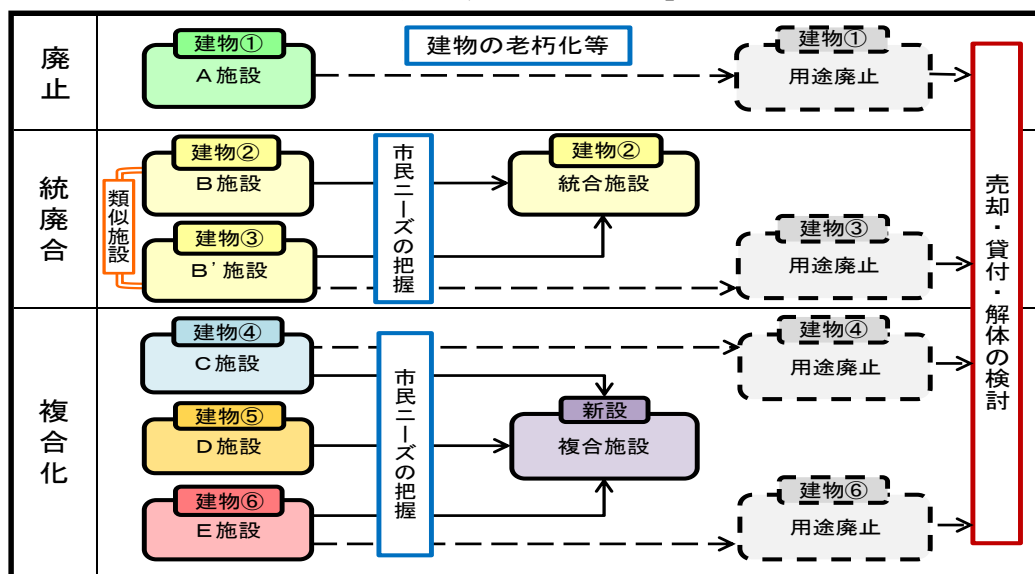 廃止
建物①
A施設
建物の老朽化等
建物①
用途廃止
統廃合
類似施設
建物②
B施設
建物③
B'施設
市民ニーズの把握
建物②
統合施設
建物③
用途廃止
複合化
建物④
C施設
建物⑤
D施設
建物⑥
E施設
市民ニーズの把握
新設
複合施設
建物④
用途廃止
建物⑥
用途廃止
売却・貸付・解体の検討